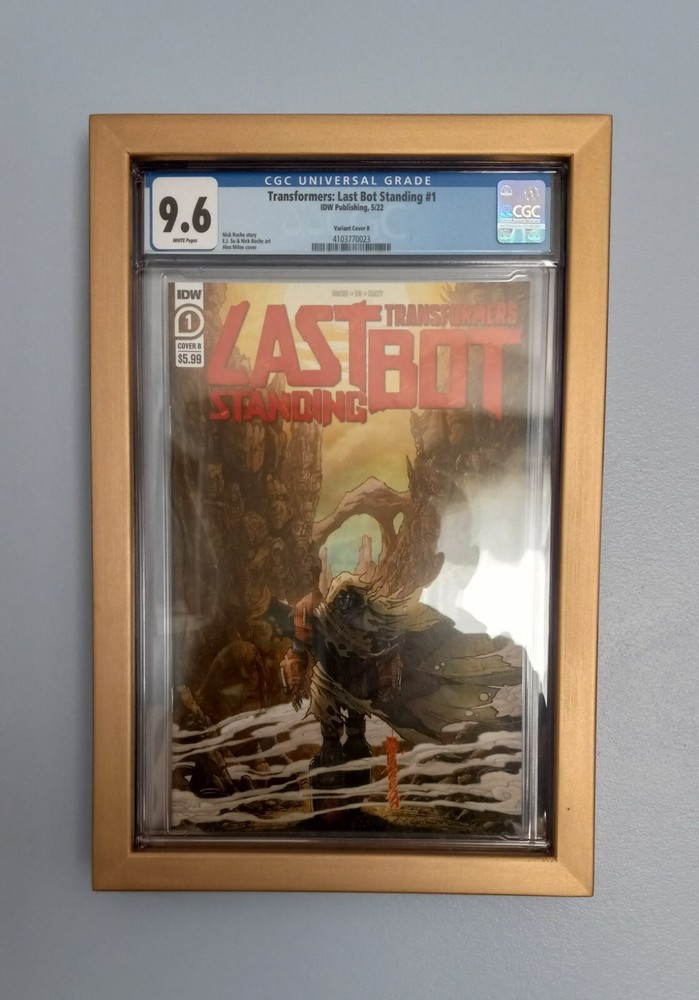 CGC UNIVERSAL GRADE
9.6
WHITE Pages
Transformers: Last Bot Standing #1
IDW Publishing, 5/22
Variant Cover B
4103770023
Nick Roche story
E.J. Su & Nick Roche art
Alex Milne cover
CGC
IDW
1
COVER B
$5.99
TRANSFORMERS
LAST BOT
STANDING